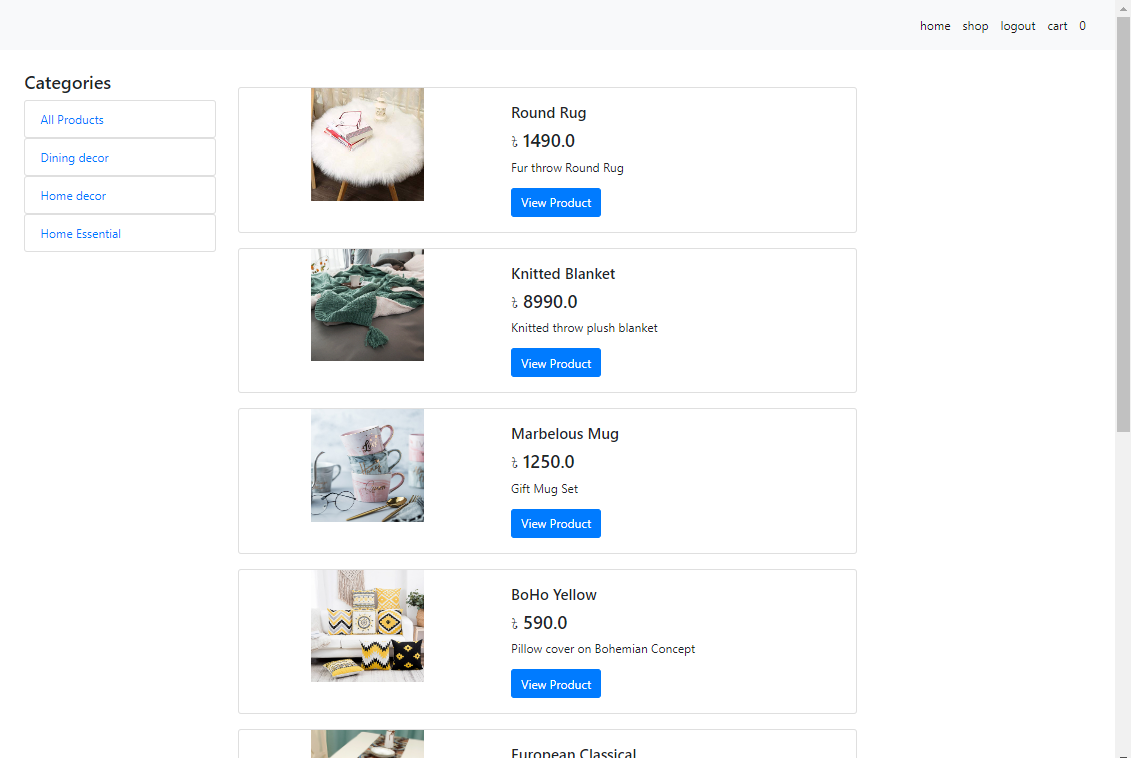 home shop logout cart 0
Categories
All Products
Dining decor
Home decor
Home Essential
Round Rug
৳ 1490.0
Fur throw Round Rug
View Product
Knitted Blanket
৳ 8990.0
Knitted throw plush blanket
View Product
Marbelous Mug
৳ 1250.0
Gift Mug Set
View Product
BoHo Yellow
৳ 590.0
Pillow cover on Bohemian Concept
View Product
European Classical